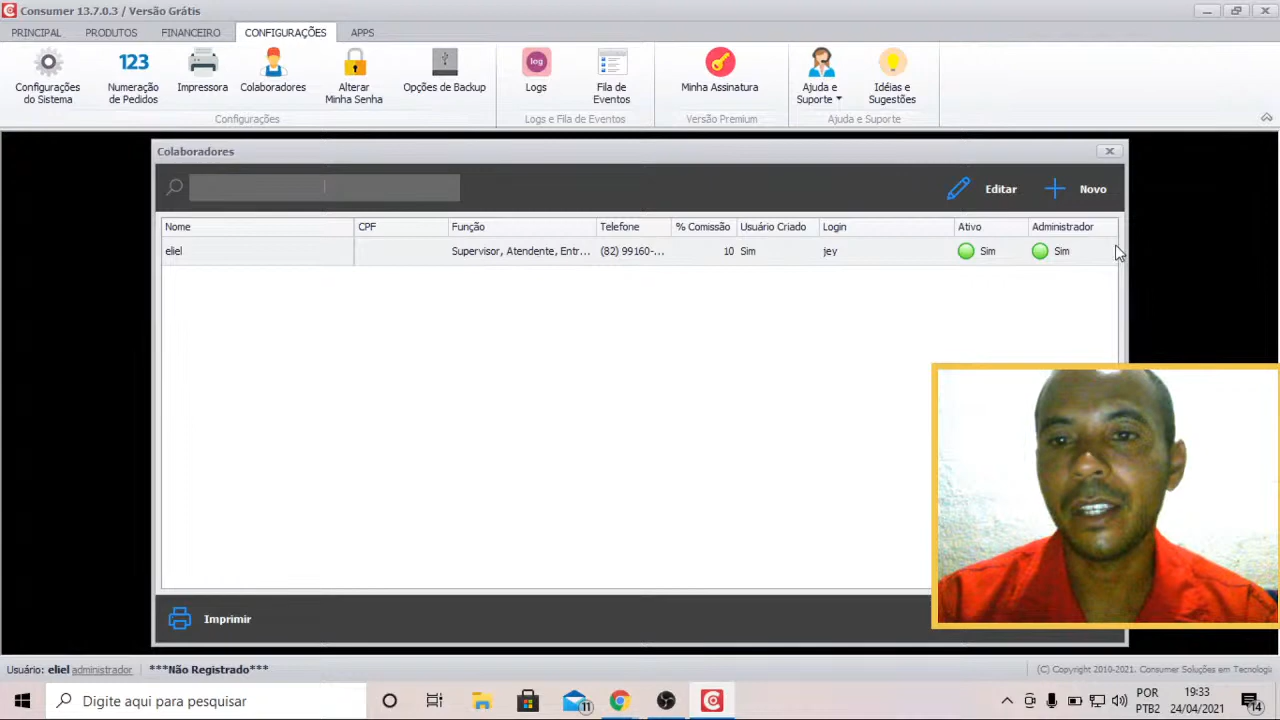 Consumer 13.7.0.3 / Versão Grátis
PRINCIPAL PRODUTOS FINANCEIRO CONFIGURAÇÕES APPS
123 log
Configurações do Sistema
Numeração de Pedidos
Impressora
Colaboradores
Alterar Minha Senha
Opções de Backup
Logs
Fila de Eventos
Minha Assinatura
Ajuda e Suporte
Idéias e Sugestões
Configurações Logs e Fila de Eventos Versão Premium Ajuda e Suporte
Colaboradores
Editar Novo
Nome CPF Função Telefone % Comissão Usuário Criado Login Ativo Administrador
eliel Supervisor, Atendente, Entr... (82) 99160-... 10 Sim jey Sim Sim
Imprimir
Usuário: eliel administrador ***Não Registrado*** (C) Copyright 2010-2021. Consumer Soluções em Tecnologi
Digite aqui para pesquisar 11 POR 19:33
PTB2 24/04/2021 14